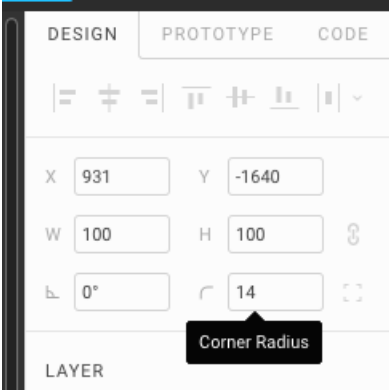 DESIGN PROTOTYPE CODE
X 931 Y -1640
W 100 H 100
0° 14
Corner Radius
LAYER